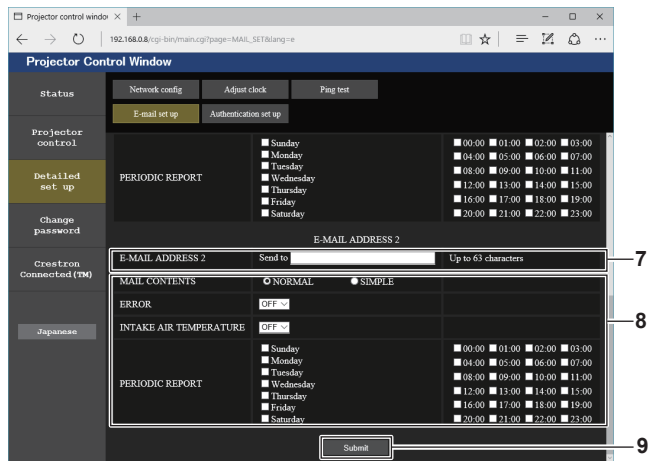 Projector control windo
192.168.0.8/cgi-bin/main.cgi?page=MAIL_SET&lang=e
Projector Control Window
Status
Network config Adjust clock Ping test
E-mail set up Authentication set up
Projector control
Detailed set up
Change password
Crestron Connected(TM)
Japanese
PERIODIC REPORT
Sunday
Monday
Tuesday
Wednesday
Thursday
Friday
Saturday
00:00 01:00 02:00 03:00
04:00 05:00 06:00 07:00
08:00 09:00 10:00 11:00
12:00 13:00 14:00 15:00
16:00 17:00 18:00 19:00
20:00 21:00 22:00 23:00
E-MAIL ADDRESS 2
E-MAIL ADDRESS 2 Send to Up to 63 characters
7
MAIL CONTENTS NORMAL SIMPLE
ERROR OFF
8
INTAKE AIR TEMPERATURE OFF
PERIODIC REPORT
Sunday
Monday
Tuesday
Wednesday
Thursday
Friday
Saturday
00:00 01:00 02:00 03:00
04:00 05:00 06:00 07:00
08:00 09:00 10:00 11:00
12:00 13:00 14:00 15:00
16:00 17:00 18:00 19:00
20:00 21:00 22:00 23:00
Submit
9